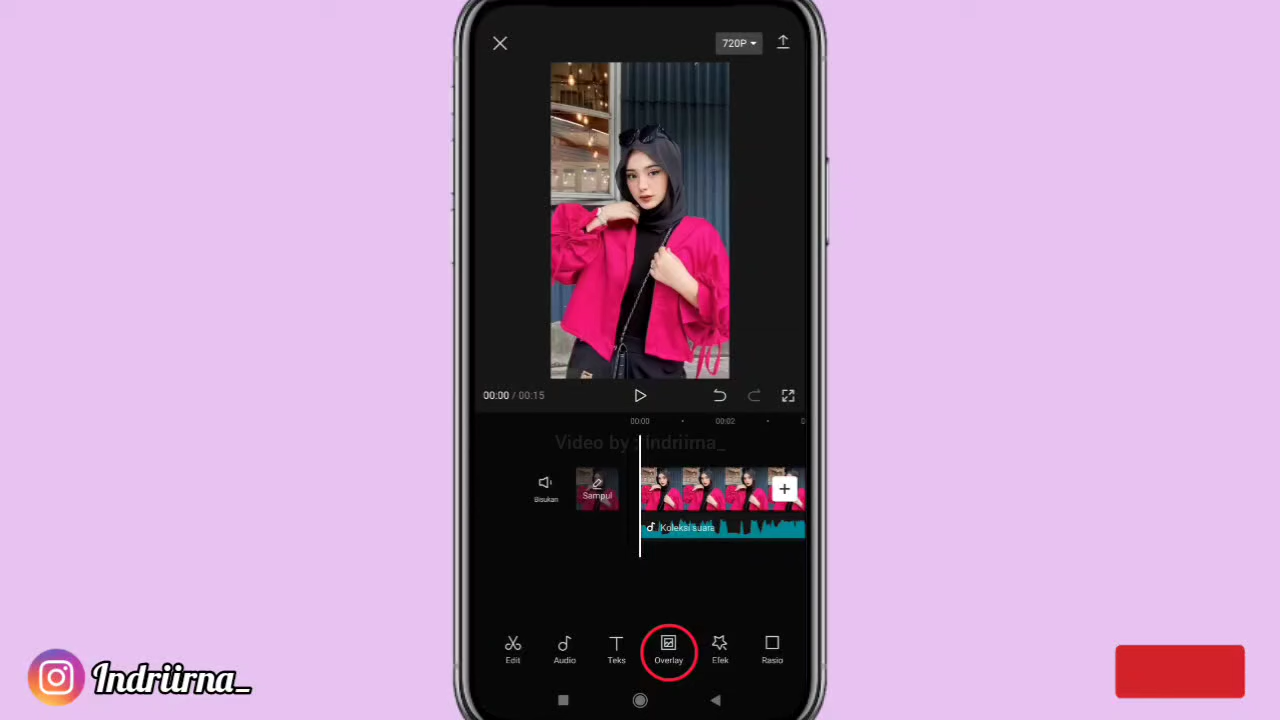 720P
00:00 / 00:15
00:00 00:02
Video by : Indriirna_
Bisukan
Sampul
Koleksi suara
Edit Audio Teks Overlay Efek Rasio
Indriirna_